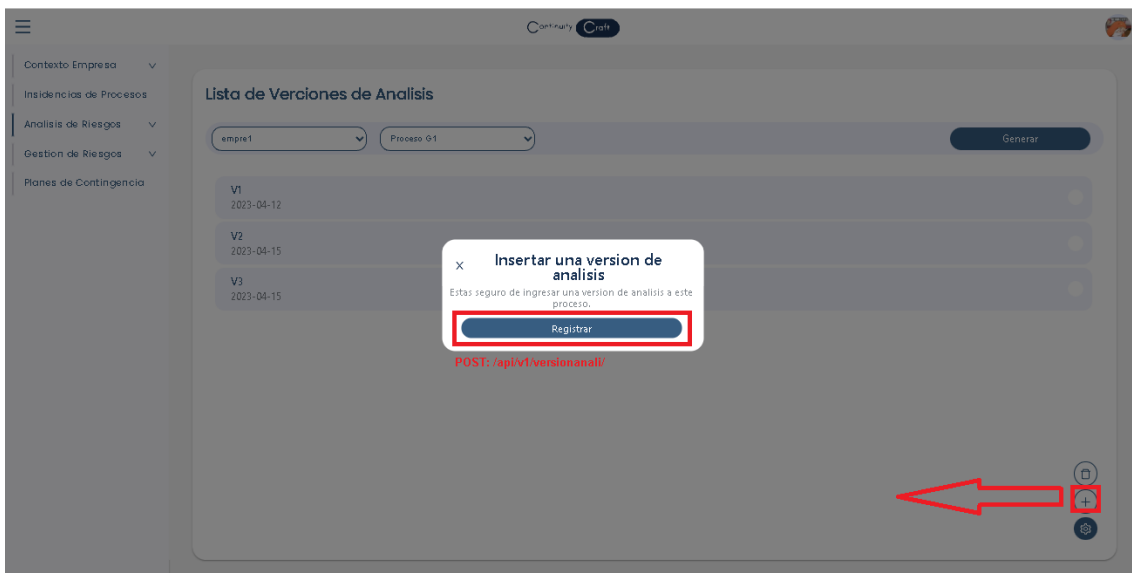 Continuity Craft
Contexto Empresa
Insidencias de Procesos
Analisis de Riesgos
Gestion de Riesgos
Planes de Contingencia
Lista de Verciones de Analisis
empre1
Proceso G1
Generar
V1
2023-04-12
V2
2023-04-15
V3
2023-04-15
X
Insertar una version de
analisis
Estas seguro de ingresar una version de analisis a este
proceso.
Registrar
POST: /api/v1/versionanali/